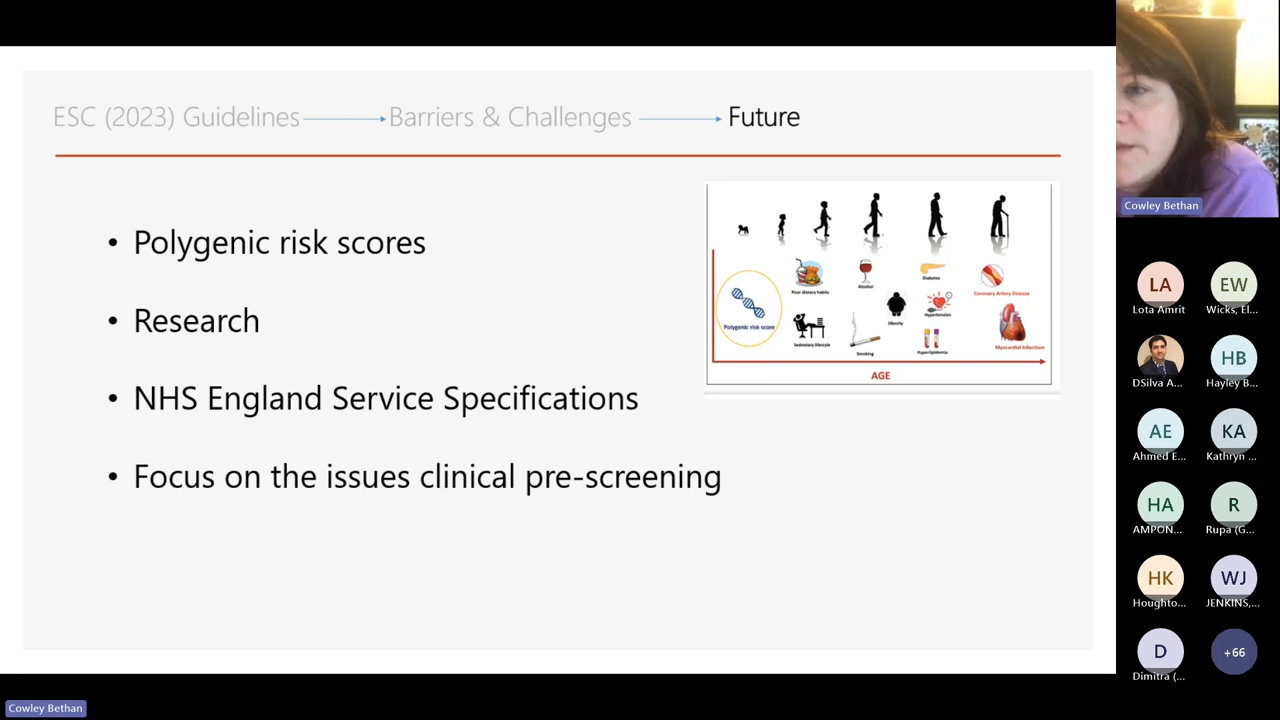 ESC (2023) Guidelines Barriers & Challenges Future
• Polygenic risk scores
• Research
• NHS England Service Specifications
• Focus on the issues clinical pre-screening
Polygenic risk score
Poor dietary habits
Alcohol
Diabetes
Coronary Artery Disease
Obesity
Hypertension
Sedentary lifestyle
Smoking
Hyperlipidemia
Myocardial Infarction
AGE
Cowley Bethan
LA
EW
Lota Amrit
Wicks, El...
HB
DSilva A...
Hayley B...
AE
KA
Ahmed E...
Kathryn ...
HA
R
AMPON...
Rupa (G...
HK
WJ
Houghto...
JENKINS,...
D
+66
Dimitra (...
Cowley Bethan